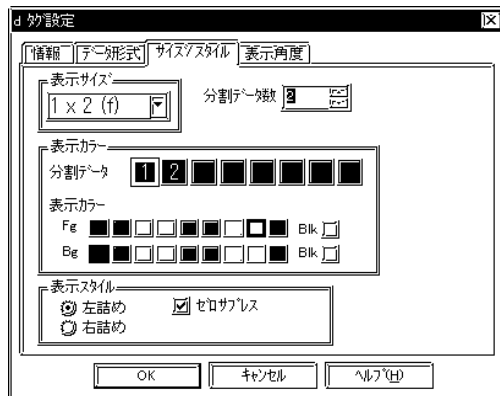 d ﾀｸﾞ設定
情報 ﾃﾞｰﾀ形式 ｻｲｽﾞ/ｽﾀｲﾙ 表示角度
表示ｻｲｽﾞ
1 x 2 (f)
分割ﾃﾞｰﾀ数 2
表示ｶﾗｰ
分割ﾃﾞｰﾀ 1 2
表示ｶﾗｰ
Fg Blk
Bg Blk
表示ｽﾀｲﾙ
左詰め ｾﾞﾛｻﾌﾟﾚｽ
右詰め
OK ｷｬﾝｾﾙ ﾍﾙﾌﾟ(H)